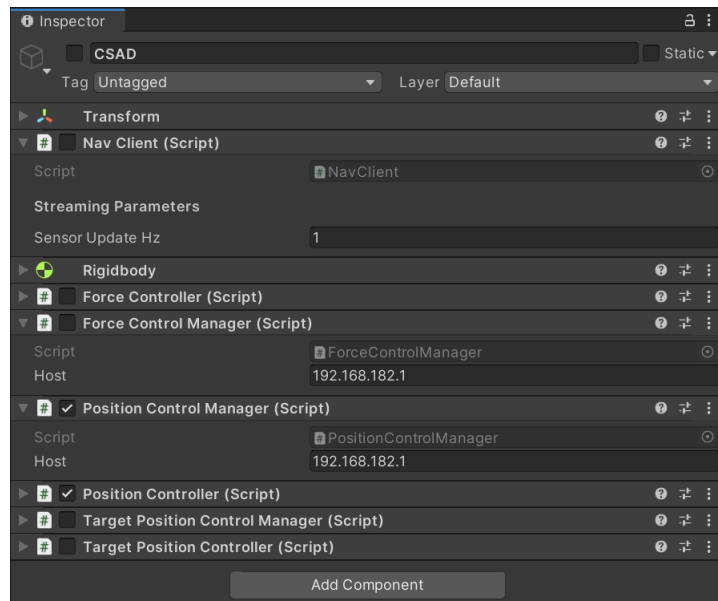 Inspector
CSAD Static
Tag Untagged Layer Default
Transform
# Nav Client (Script)
Script # NavClient
Streaming Parameters
Sensor Update Hz 1
Rigidbody
# Force Controller (Script)
# Force Control Manager (Script)
Script # ForceControlManager
Host 192.168.182.1
# Position Control Manager (Script)
Script # PositionControlManager
Host 192.168.182.1
# Position Controller (Script)
# Target Position Control Manager (Script)
# Target Position Controller (Script)
Add Component